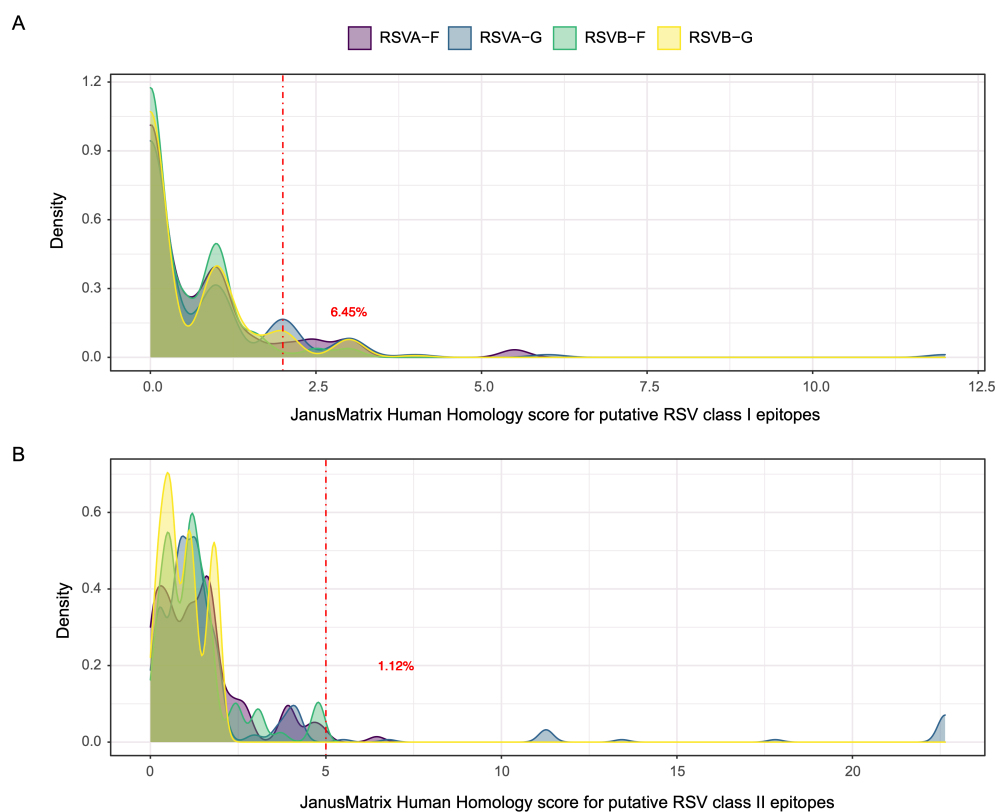 A
RSVA−F RSVA−G RSVB−F RSVB−G
1.2
0.9
0.6
0.3
0.0
Density
6.45%
0.0 2.5 5.0 7.5 10.0 12.5
JanusMatrix Human Homology score for putative RSV class I epitopes
B
0.6
0.4
0.2
0.0
Density
1.12%
0 5 10 15 20
JanusMatrix Human Homology score for putative RSV class II epitopes